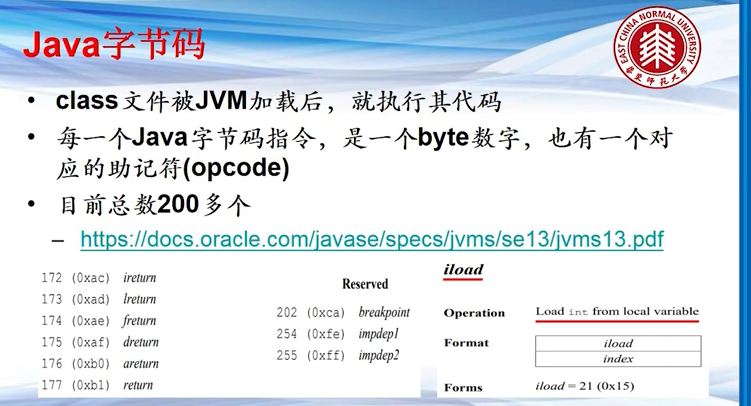 Java字节码
EAST CHINA NORMAL UNIVERSITY
華東師范大学
• class文件被JVM加载后，就执行其代码
• 每一个Java字节码指令，是一个byte数字，也有一个对
应的助记符(opcode)
• 目前总数200多个
– https://docs.oracle.com/javase/specs/jvms/se13/jvms13.pdf
172 (0xac) ireturn
173 (0xad) lreturn
174 (0xae) freturn
175 (0xaf) dreturn
176 (0xb0) areturn
177 (0xb1) return
Reserved
202 (0xca) breakpoint
254 (0xfe) impdep1
255 (0xff) impdep2
iload
Operation Load int from local variable
Format iload
index
Forms iload = 21 (0x15)